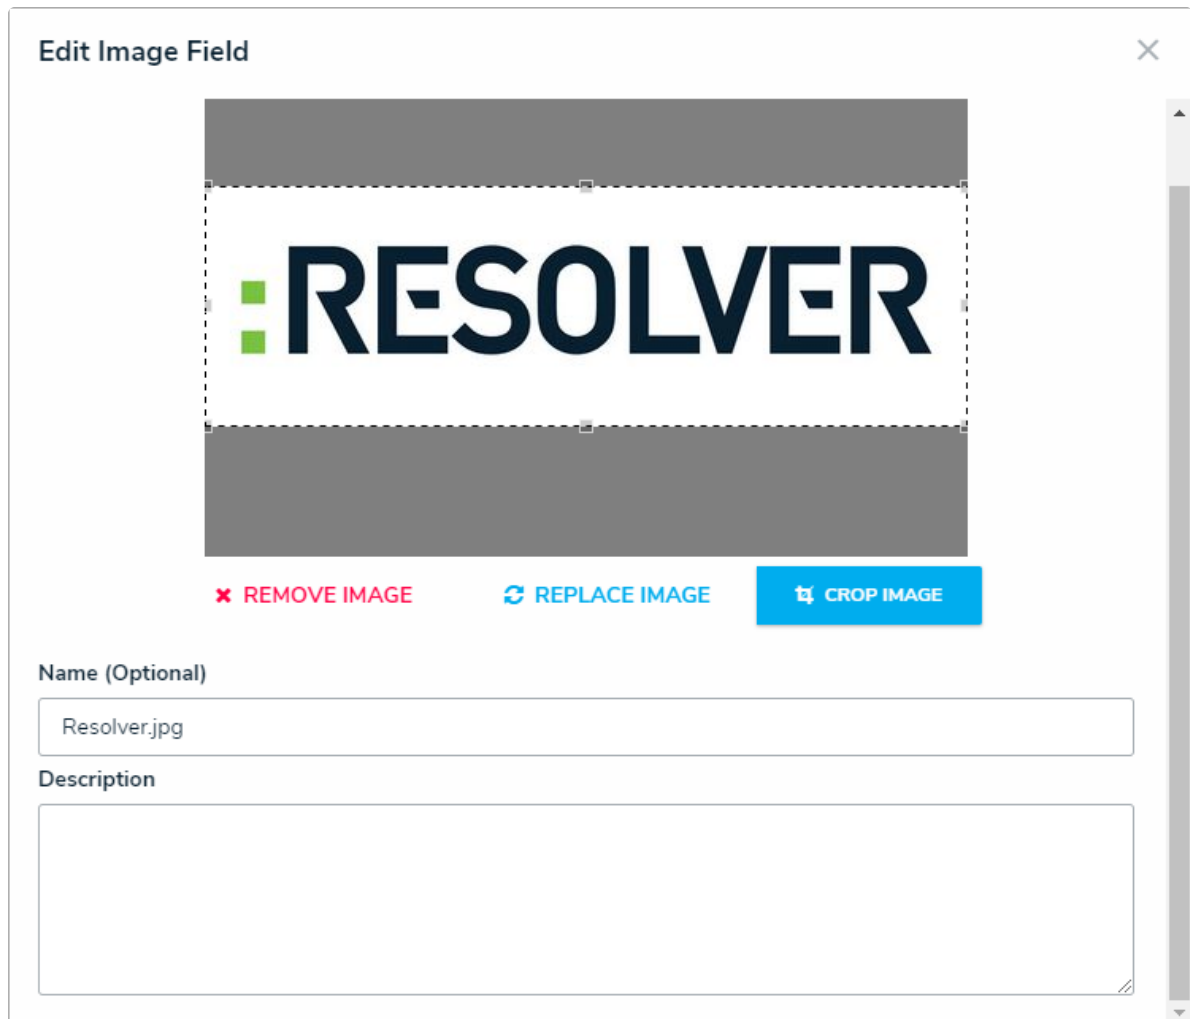 Edit Image Field
:RESOLVER
REMOVE IMAGE REPLACE IMAGE CROP IMAGE
Name (Optional)
Resolver.jpg
Description